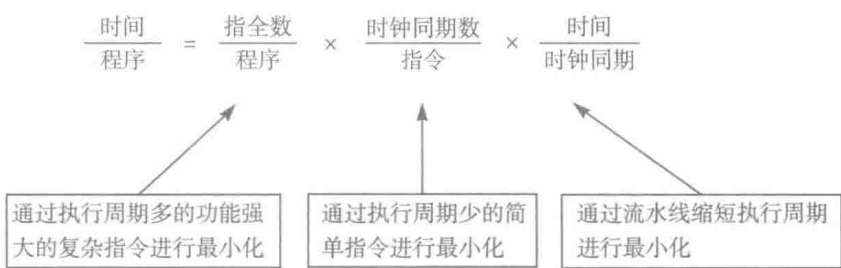 时间 指全数 时钟同期数 时间
= × ×
程序 程序 指令 时钟同期
通过执行周期多的功能强 通过执行周期少的简 通过流水线缩短执行周期
大的复杂指令进行最小化 单指令进行最小化 进行最小化